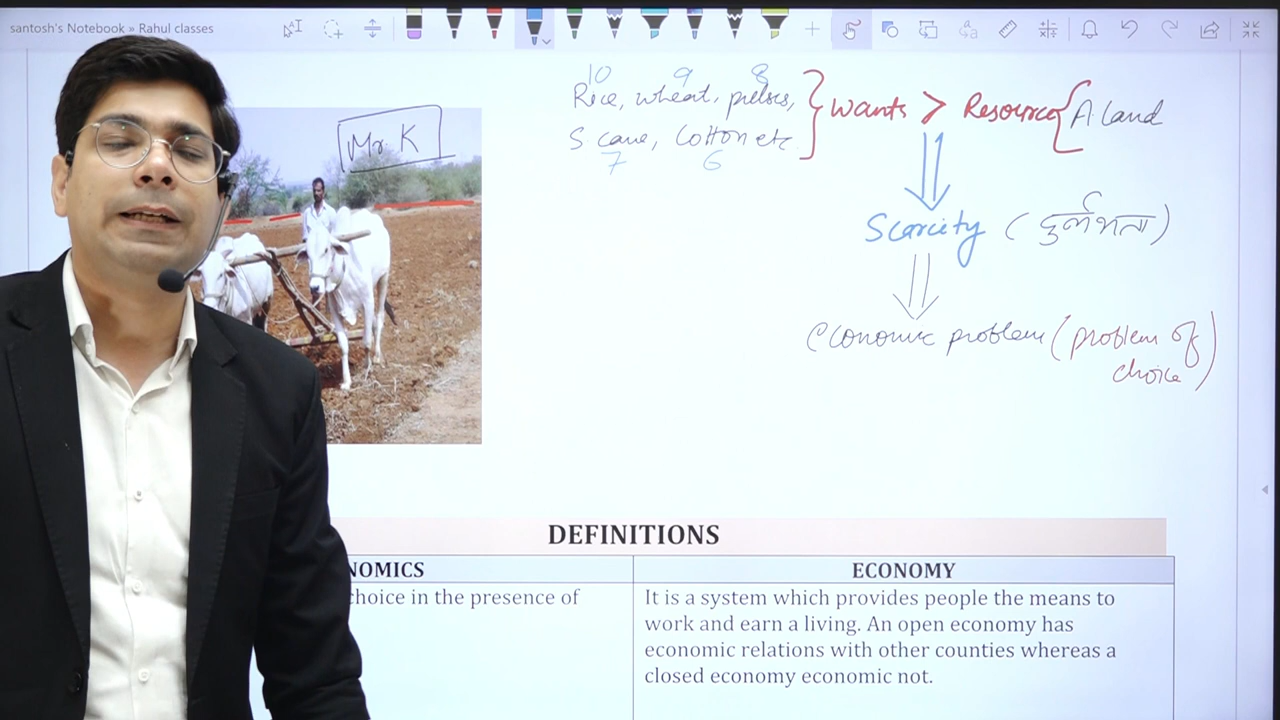 santosh's Notebook » Rahul classes
10 9 8
Rice, wheat, pulses,
S cane, Cotton etc
7 6
Wants > Resource { A Land
Mr. K
Scarcity (दुर्लभता)
economic problem (problem of
choice)
DEFINITIONS
NOMICS
ECONOMY
choice in the presence of
It is a system which provides people the means to
work and earn a living. An open economy has
economic relations with other counties whereas a
closed economy economic not.